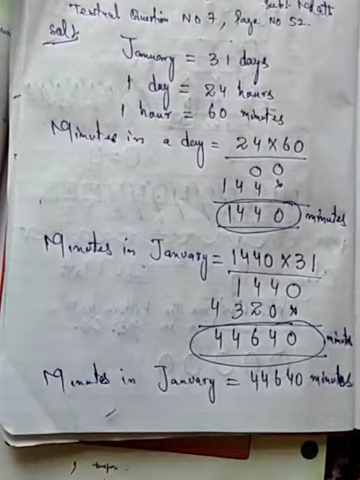 Textual Question No 7, Page No 52.
Sub: Math
Sol:
January = 31 days
1 day = 24 hours
1 hour = 60 minutes
Minutes in a day = 24×60
00
144×
1440 minutes
Minutes in January = 1440×31
1440
4320×
44640 minutes
Minutes in January = 44640 minutes